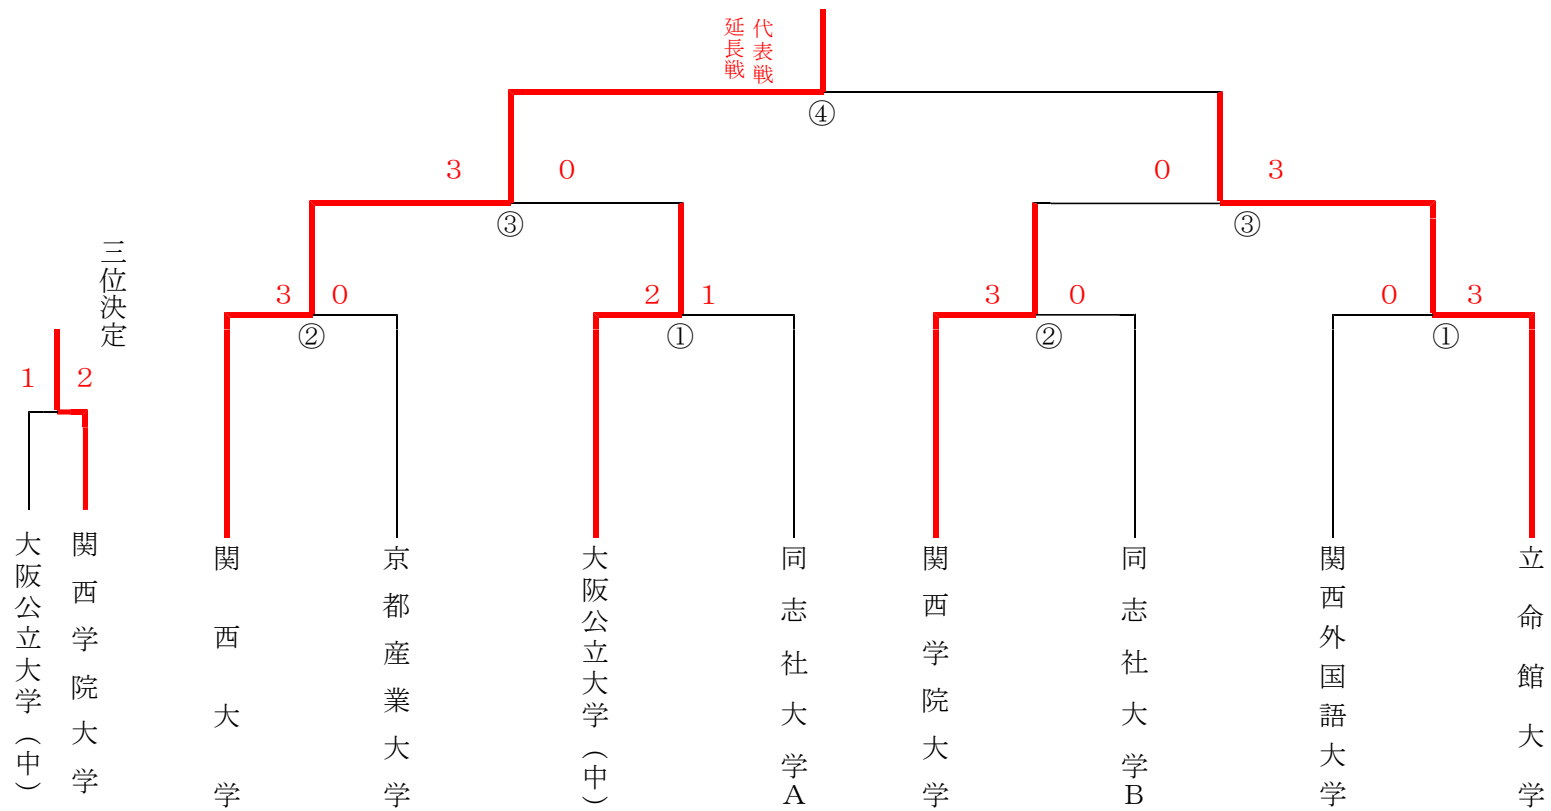 代表戦
延長戦
④
３ ０
０ ３
③
③
三位決定
３ ０
２ １
３ ０
０ ３
②
①
②
①
１ ２
大阪公立大学（中）
関西学院大学
関西大学
京都産業大学
大阪公立大学（中）
同志社大学Ａ
関西学院大学
同志社大学Ｂ
関西外国語大学
立命館大学